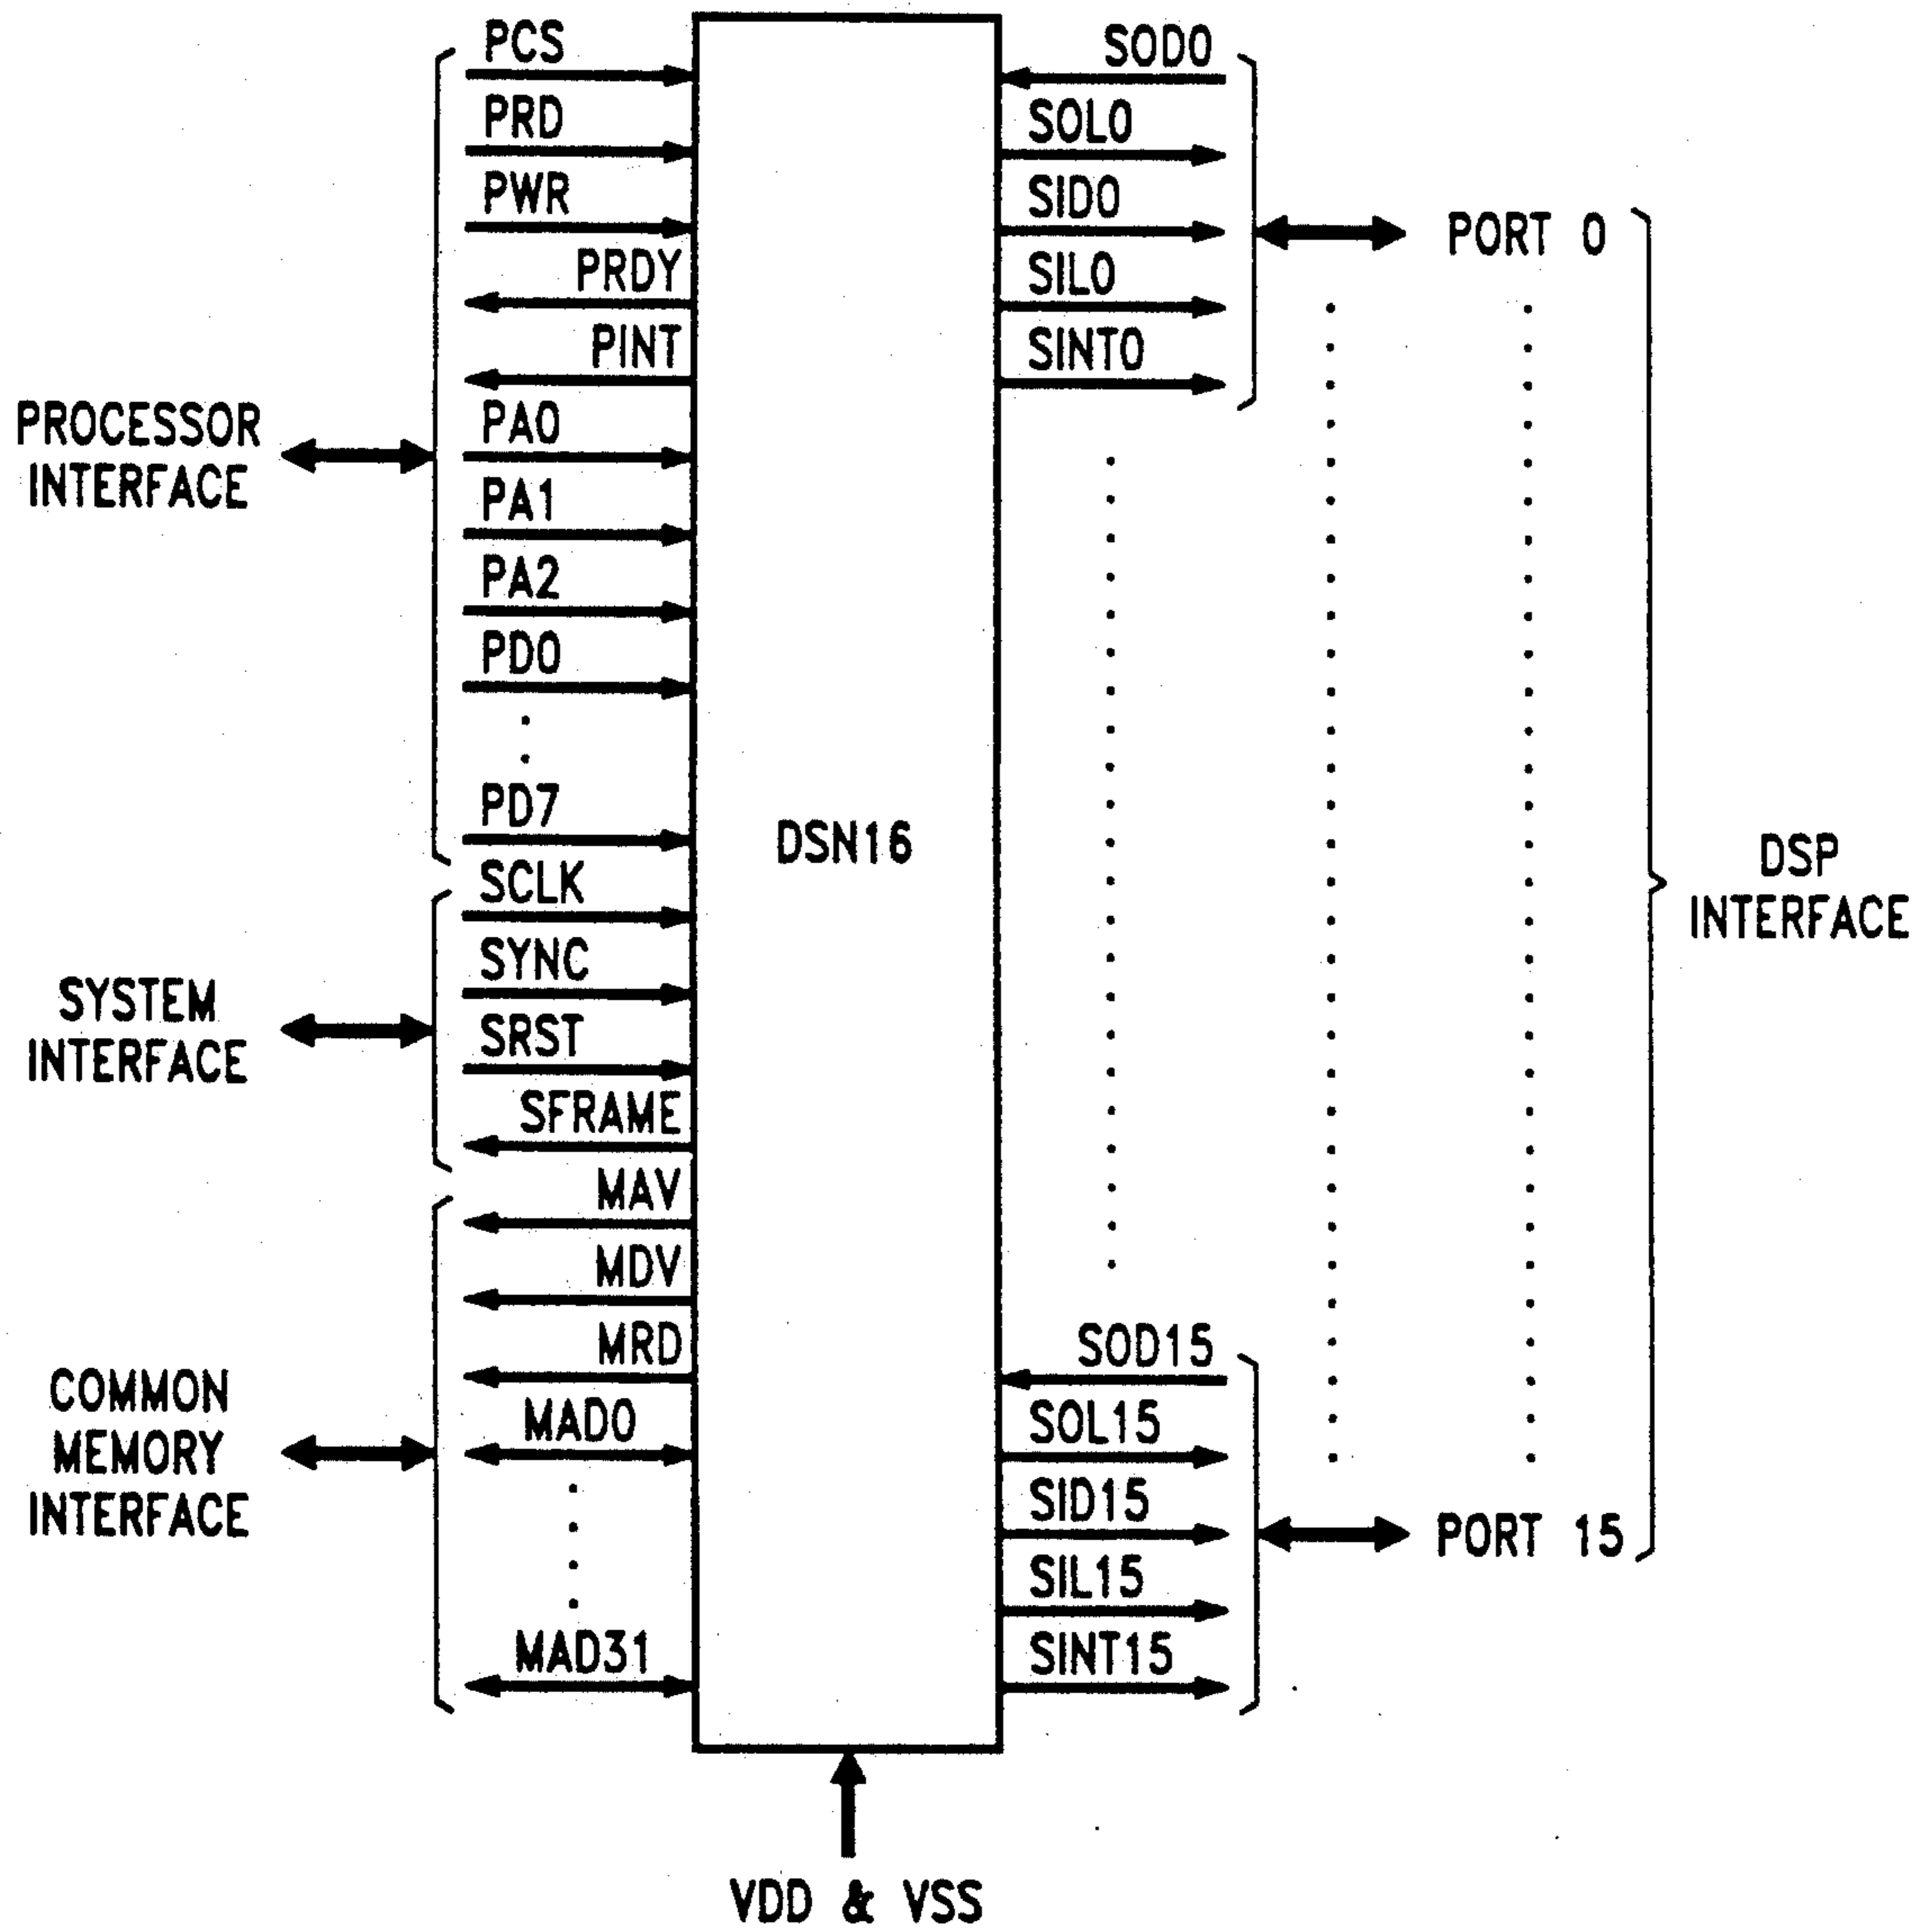 PCS
PRD
PWR
PRDY
PINT
PA0
PA1
PA2
PD0
PD7
PROCESSOR
INTERFACE
SCLK
SYNC
SRST
SFRAME
SYSTEM
INTERFACE
MAV
MDV
MRD
MAD0
MAD31
COMMON
MEMORY
INTERFACE
DSN16
VDD & VSS
SOD0
SOL0
SID0
SIL0
SINT0
PORT 0
SOD15
SOL15
SID15
SIL15
SINT15
PORT 15
DSP
INTERFACE